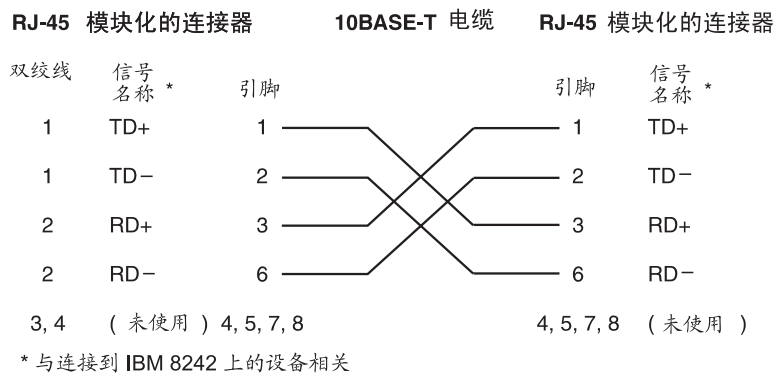 RJ-45 模块化的连接器 10BASE-T 电缆 RJ-45 模块化的连接器
双绞线 信号名称 * 引脚 引脚 信号名称 *
1 TD+ 1 1 TD+
1 TD− 2 2 TD−
2 RD+ 3 3 RD+
2 RD− 6 6 RD−
3, 4 ( 未使用 ) 4, 5, 7, 8 4, 5, 7, 8 ( 未使用 )
* 与连接到 IBM 8242 上的设备相关